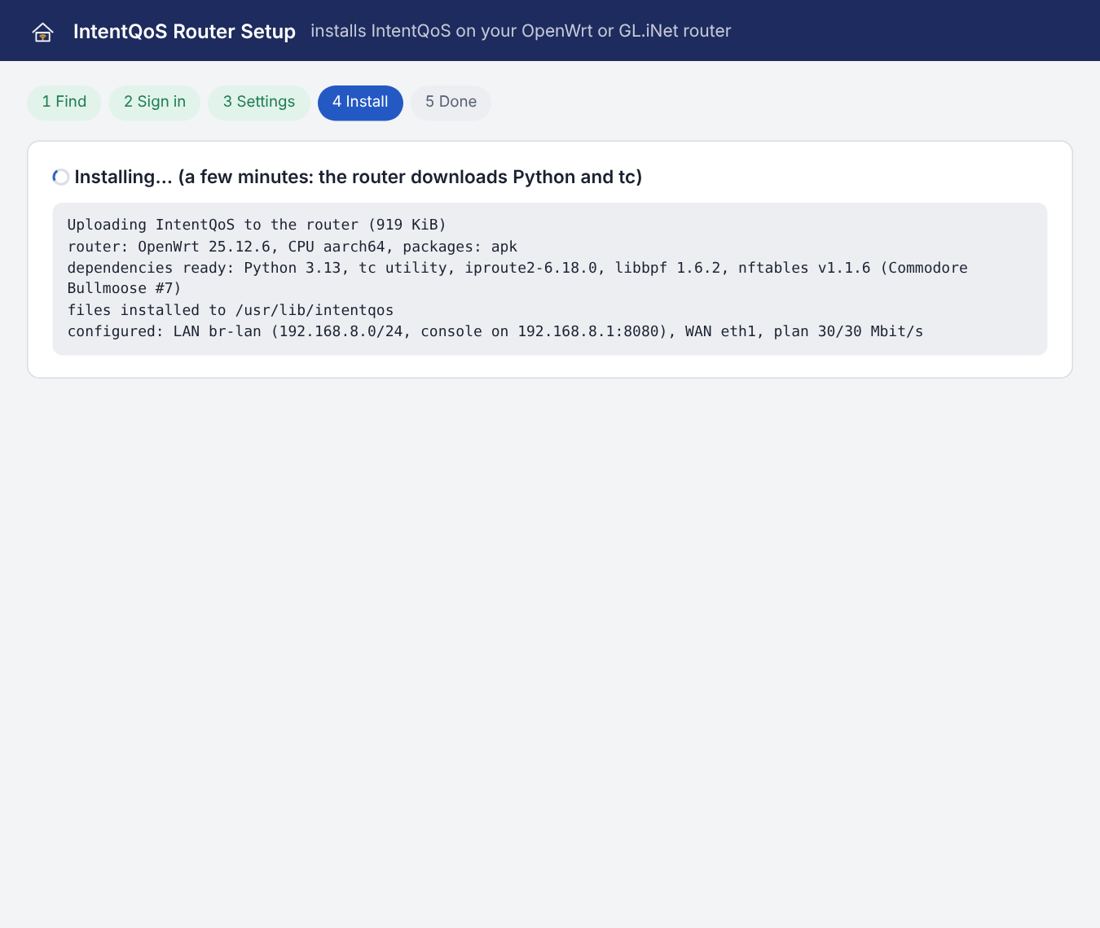 IntentQoS Router Setup installs IntentQoS on your OpenWrt or GL.iNet router
1 Find 2 Sign in 3 Settings 4 Install 5 Done
Installing… (a few minutes: the router downloads Python and tc)
Uploading IntentQoS to the router (919 KiB)
router: OpenWrt 25.12.6, CPU aarch64, packages: apk
dependencies ready: Python 3.13, tc utility, iproute2-6.18.0, libbpf 1.6.2, nftables v1.1.6 (Commodore
Bullmoose #7)
files installed to /usr/lib/intentqos
configured: LAN br-lan (192.168.8.0/24, console on 192.168.8.1:8080), WAN eth1, plan 30/30 Mbit/s